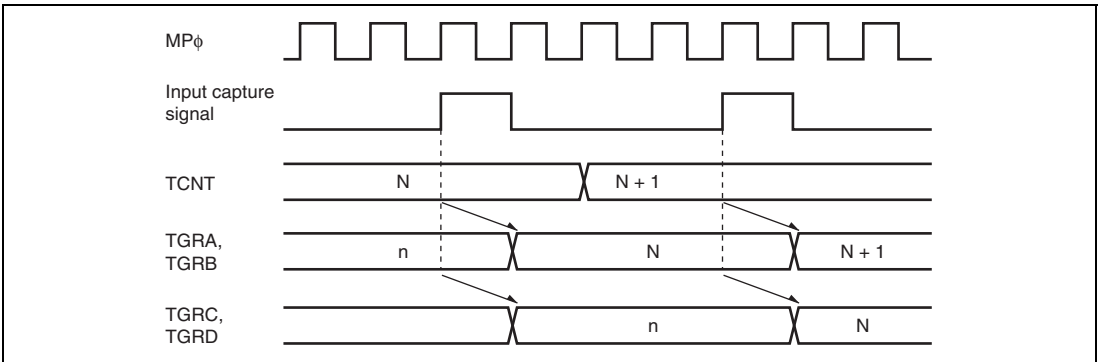 MPϕ
Input capture
signal
TCNT
N
N + 1
TGRA,
TGRB
n
N
N + 1
TGRC,
TGRD
n
N